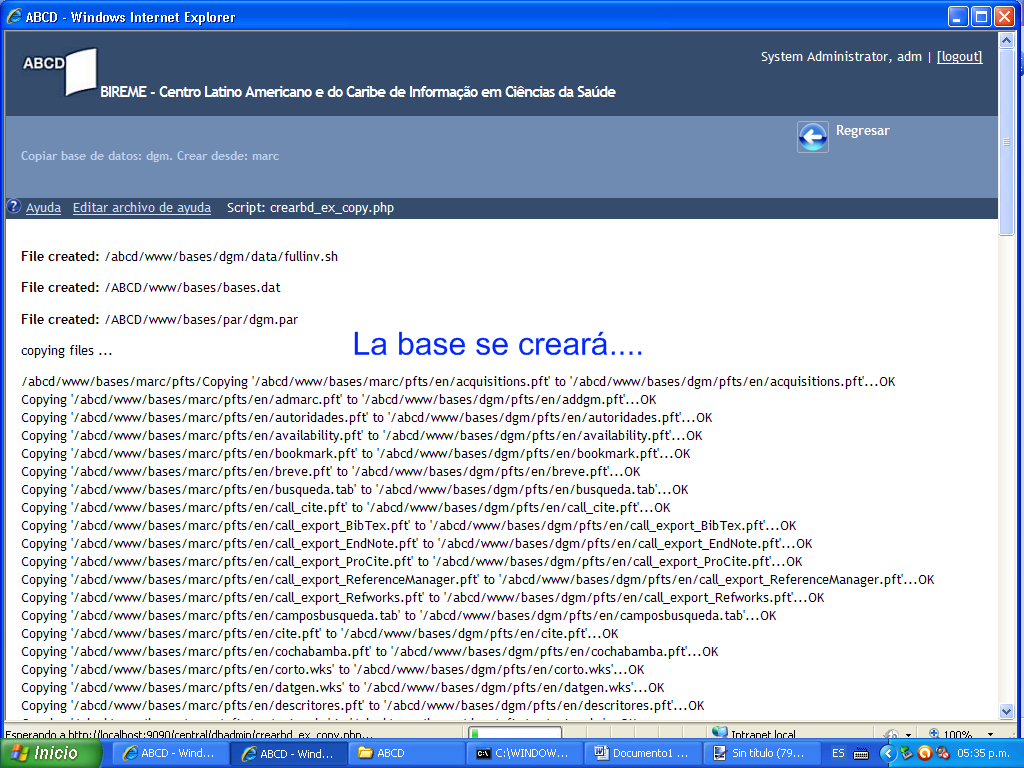 ABCD - Windows Internet Explorer
ABCD
System Administrator, adm | [logout]
BIREME - Centro Latino Americano e do Caribe de Informação em Ciências da Saúde
Regresar
Copiar base de datos: dgm. Crear desde: marc
? Ayuda Editar archivo de ayuda Script: crearbd_ex_copy.php
File created: /abcd/www/bases/dgm/data/fullinv.sh
File created: /ABCD/www/bases/bases.dat
File created: /ABCD/www/bases/par/dgm.par
La base se creará....
copying files ...
/abcd/www/bases/marc/pfts/Copying '/abcd/www/bases/marc/pfts/en/acquisitions.pft' to '/abcd/www/bases/dgm/pfts/en/acquisitions.pft'...OK
Copying '/abcd/www/bases/marc/pfts/en/admarc.pft' to '/abcd/www/bases/dgm/pfts/en/addgm.pft'...OK
Copying '/abcd/www/bases/marc/pfts/en/autoridades.pft' to '/abcd/www/bases/dgm/pfts/en/autoridades.pft'...OK
Copying '/abcd/www/bases/marc/pfts/en/availability.pft' to '/abcd/www/bases/dgm/pfts/en/availability.pft'...OK
Copying '/abcd/www/bases/marc/pfts/en/bookmark.pft' to '/abcd/www/bases/dgm/pfts/en/bookmark.pft'...OK
Copying '/abcd/www/bases/marc/pfts/en/breve.pft' to '/abcd/www/bases/dgm/pfts/en/breve.pft'...OK
Copying '/abcd/www/bases/marc/pfts/en/busqueda.tab' to '/abcd/www/bases/dgm/pfts/en/busqueda.tab'...OK
Copying '/abcd/www/bases/marc/pfts/en/call_cite.pft' to '/abcd/www/bases/dgm/pfts/en/call_cite.pft'...OK
Copying '/abcd/www/bases/marc/pfts/en/call_export_BibTex.pft' to '/abcd/www/bases/dgm/pfts/en/call_export_BibTex.pft'...OK
Copying '/abcd/www/bases/marc/pfts/en/call_export_EndNote.pft' to '/abcd/www/bases/dgm/pfts/en/call_export_EndNote.pft'...OK
Copying '/abcd/www/bases/marc/pfts/en/call_export_ProCite.pft' to '/abcd/www/bases/dgm/pfts/en/call_export_ProCite.pft'...OK
Copying '/abcd/www/bases/marc/pfts/en/call_export_ReferenceManager.pft' to '/abcd/www/bases/dgm/pfts/en/call_export_ReferenceManager.pft'...OK
Copying '/abcd/www/bases/marc/pfts/en/call_export_Refworks.pft' to '/abcd/www/bases/dgm/pfts/en/call_export_Refworks.pft'...OK
Copying '/abcd/www/bases/marc/pfts/en/camposbusqueda.tab' to '/abcd/www/bases/dgm/pfts/en/camposbusqueda.tab'...OK
Copying '/abcd/www/bases/marc/pfts/en/cite.pft' to '/abcd/www/bases/dgm/pfts/en/cite.pft'...OK
Copying '/abcd/www/bases/marc/pfts/en/cochabamba.pft' to '/abcd/www/bases/dgm/pfts/en/cochabamba.pft'...OK
Copying '/abcd/www/bases/marc/pfts/en/corto.wks' to '/abcd/www/bases/dgm/pfts/en/corto.wks'...OK
Copying '/abcd/www/bases/marc/pfts/en/datgen.wks' to '/abcd/www/bases/dgm/pfts/en/datgen.wks'...OK
Copying '/abcd/www/bases/marc/pfts/en/descritores.pft' to '/abcd/www/bases/dgm/pfts/en/descritores.pft'...OK
Esperando a http://localhost:9090/central/dbadmin/crearbd_ex_copy.php... Intranet local 100%
Inicio ABCD - Wind... ABCD - Wind... ABCD C:\WINDOW... Documento1 ... Sin título (79... ES 05:35 p.m.